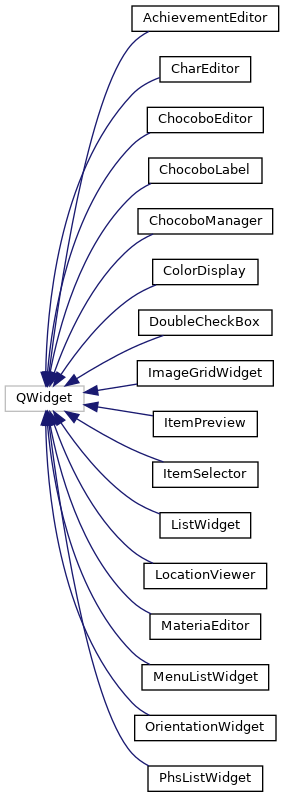 AchievementEditor
CharEditor
ChocoboEditor
ChocoboLabel
ChocoboManager
ColorDisplay
DoubleCheckBox
ImageGridWidget
QWidget
ItemPreview
ItemSelector
ListWidget
LocationViewer
MateriaEditor
MenuListWidget
OrientationWidget
PhsListWidget